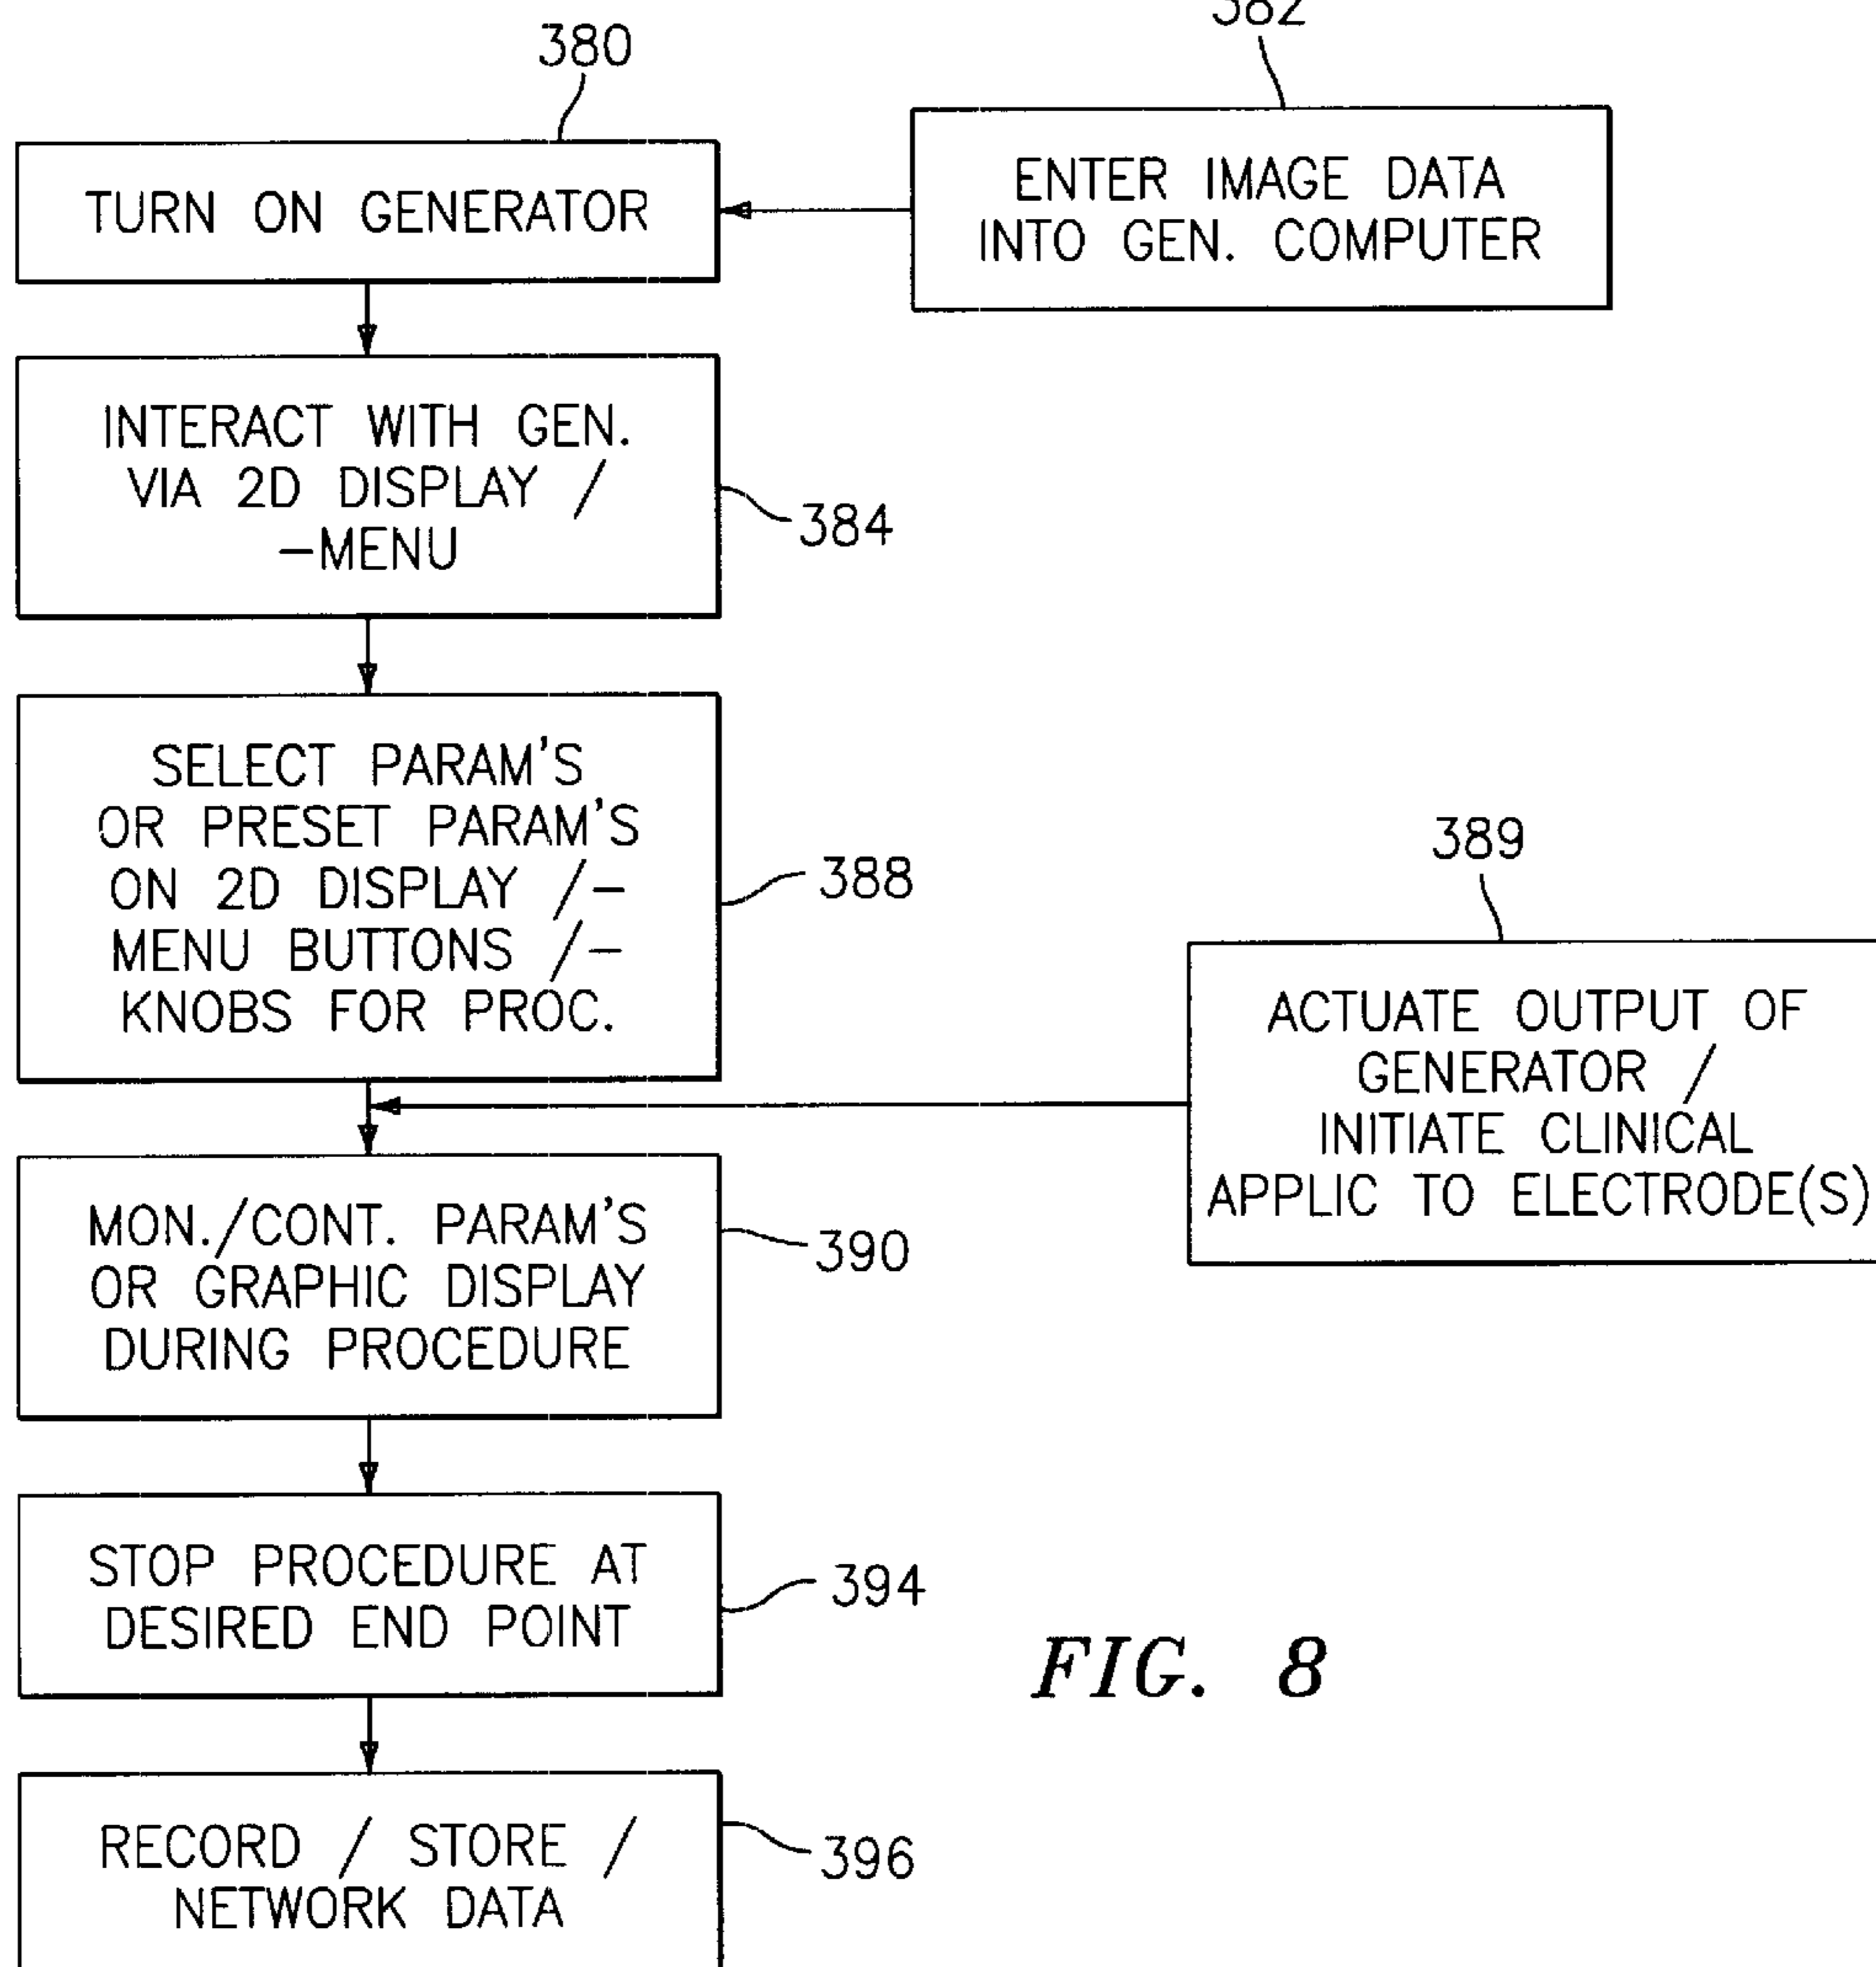 382
380
TURN ON GENERATOR
ENTER IMAGE DATA
INTO GEN. COMPUTER
INTERACT WITH GEN.
VIA 2D DISPLAY /
–MENU
384
SELECT PARAM'S
OR PRESET PARAM'S
ON 2D DISPLAY /–
MENU BUTTONS /–
KNOBS FOR PROC.
388
389
ACTUATE OUTPUT OF
GENERATOR /
INITIATE CLINICAL
APPLIC TO ELECTRODE(S)
MON./CONT. PARAM'S
OR GRAPHIC DISPLAY
DURING PROCEDURE
390
STOP PROCEDURE AT
DESIRED END POINT
394
FIG. 8
RECORD / STORE /
NETWORK DATA
396